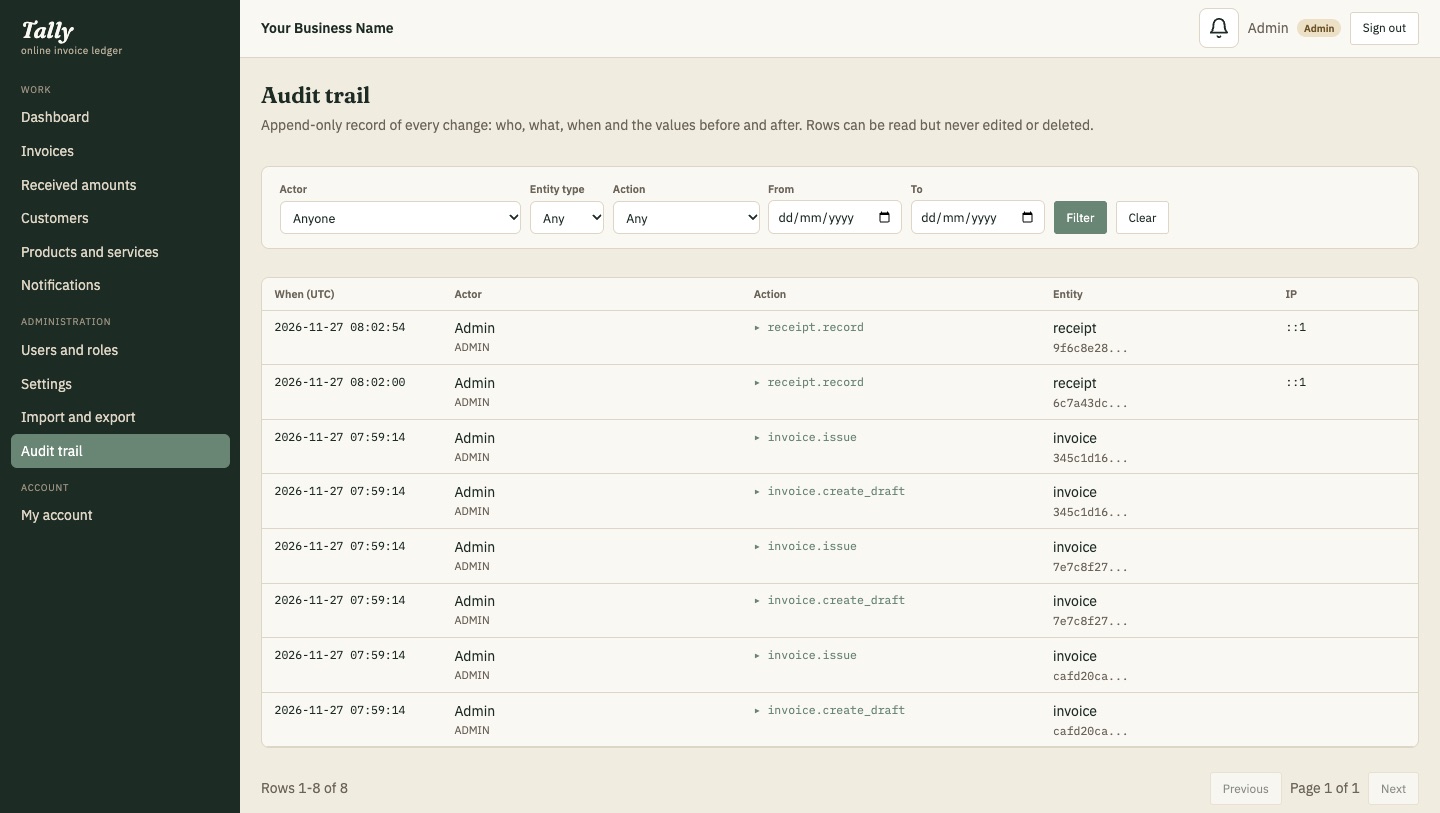 Tally
online invoice ledger
WORK
Dashboard
Invoices
Received amounts
Customers
Products and services
Notifications
ADMINISTRATION
Users and roles
Settings
Import and export
Audit trail
ACCOUNT
My account
Your Business Name
Admin Admin Sign out
Audit trail
Append-only record of every change: who, what, when and the values before and after. Rows can be read but never edited or deleted.
Actor Entity type Action From To
Anyone Any Any dd/mm/yyyy dd/mm/yyyy Filter Clear
When (UTC) Actor Action Entity IP
2026-11-27 08:02:54 Admin ▸ receipt.record receipt ::1
ADMIN 9f6c8e28...
2026-11-27 08:02:00 Admin ▸ receipt.record receipt ::1
ADMIN 6c7a43dc...
2026-11-27 07:59:14 Admin ▸ invoice.issue invoice
ADMIN 345c1d16...
2026-11-27 07:59:14 Admin ▸ invoice.create_draft invoice
ADMIN 345c1d16...
2026-11-27 07:59:14 Admin ▸ invoice.issue invoice
ADMIN 7e7c8f27...
2026-11-27 07:59:14 Admin ▸ invoice.create_draft invoice
ADMIN 7e7c8f27...
2026-11-27 07:59:14 Admin ▸ invoice.issue invoice
ADMIN cafd20ca...
2026-11-27 07:59:14 Admin ▸ invoice.create_draft invoice
ADMIN cafd20ca...
Rows 1-8 of 8 Previous Page 1 of 1 Next